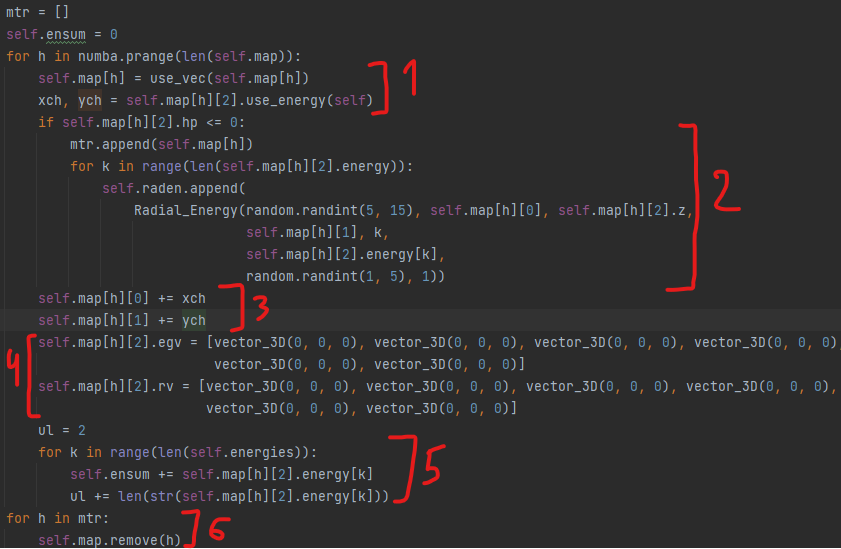 mtr = []
self.ensum = 0
for h in numba.prange(len(self.map)):
    self.map[h] = use_vec(self.map[h])
    xch, ych = self.map[h][2].use_energy(self)
1
    if self.map[h][2].hp <= 0:
        mtr.append(self.map[h])
        for k in range(len(self.map[h][2].energy)):
            self.raden.append(
                Radial_Energy(random.randint(5, 15), self.map[h][0], self.map[h][2].z,
                              self.map[h][1], k,
                              self.map[h][2].energy[k],
                              random.randint(1, 5), 1))
2
    self.map[h][0] += xch
    self.map[h][1] += ych
3
    self.map[h][2].egv = [vector_3D(0, 0, 0), vector_3D(0, 0, 0), vector_3D(0, 0, 0), vector_3D(0, 0, 0),
                          vector_3D(0, 0, 0), vector_3D(0, 0, 0)]
4
    self.map[h][2].rv = [vector_3D(0, 0, 0), vector_3D(0, 0, 0), vector_3D(0, 0, 0), vector_3D(0, 0, 0),
                         vector_3D(0, 0, 0), vector_3D(0, 0, 0)]
    ul = 2
    for k in range(len(self.energies)):
        self.ensum += self.map[h][2].energy[k]
        ul += len(str(self.map[h][2].energy[k]))
5
for h in mtr:
    self.map.remove(h)
6